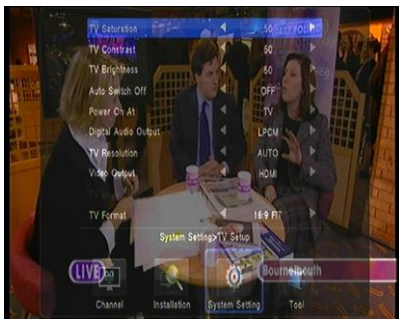 TV Saturation 50
TV Constrast 50
TV Brightness 50
Auto Switch Off OFF
Power On At TV
Digital Audio Output LPCM
TV Resolution AUTO
Video Output HDMI
TV Format 16:9 FIT
System Setting>TV Setup
LIVE Bournemouth
Channel Installation System Setting Tool